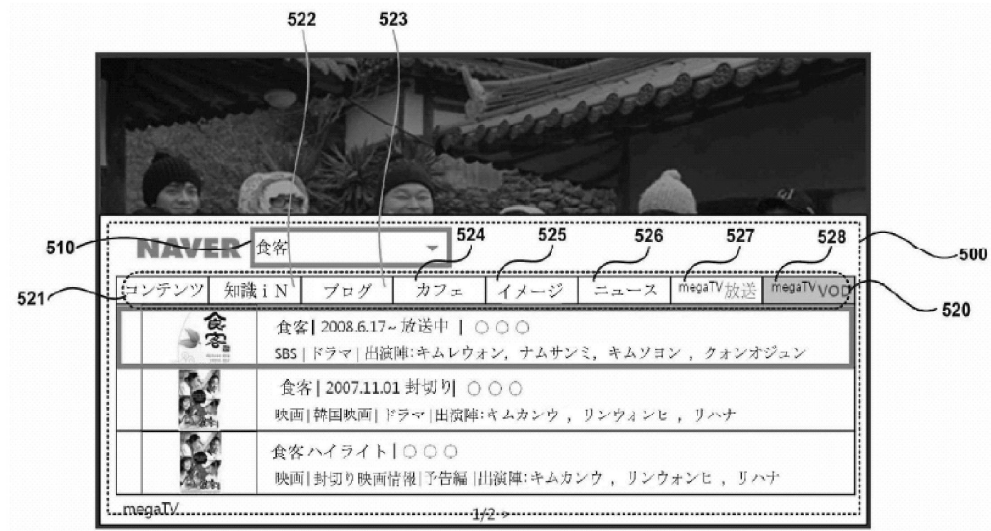 522 523
510 NAVER 食客 524 525 526 527 528 500
521 コンテンツ 知識iN ブログ カフェ イメージ ニュース megaTV放送 megaTV VOD 520
食客
食客| 2008.6.17~ 放送中 | ○○○
SBS | ドラマ | 出演陣:キムレウォン, ナムサンミ, キムソヨン , クォンオジュン
食客 | 2007.11.01 封切り| ○○○
映画 | 韓国映画 | ドラマ |出演陣:キムカンウ , リンウォンヒ , リハナ
食客 ハイライト | ○○○
映画 | 封切り映画情報 | 予告編 |出演陣:キムカンウ , リンウォンヒ , リハナ
megaTV 1/2 >